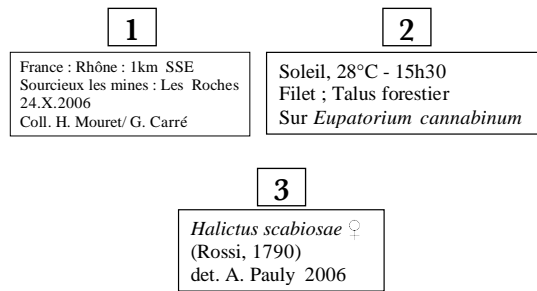 1
France : Rhône : 1km SSE
Sourcieux les mines : Les Roches
24.X.2006
Coll. H. Mouret/ G. Carré
2
Soleil, 28°C - 15h30
Filet ; Talus forestier
Sur Eupatorium cannabinum
3
Halictus scabiosae ♀
(Rossi, 1790)
det. A. Pauly 2006